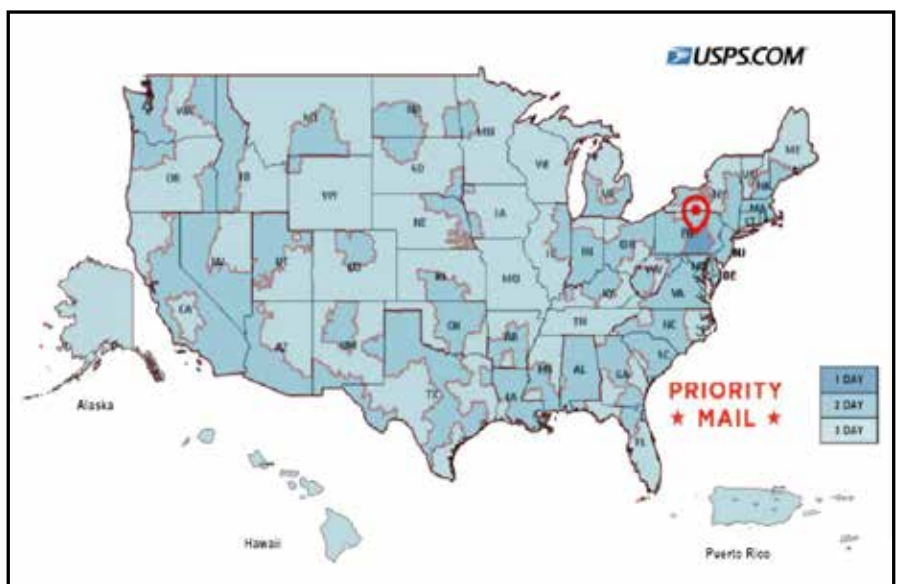 USPS.COM
WA
MT
ND
MN
ME
OR
ID
SD
WI
VT
NH
NY
MI
MA
CT
WY
NE
IA
PA
NJ
NV
UT
CO
IL
IN
OH
MD
DE
WV
CA
KS
MO
KY
VA
TN
NC
AZ
NM
OK
AR
SC
TX
LA
MS
AL
GA
FL
PRIORITY
★ MAIL ★
1 DAY
2 DAY
3 DAY
Alaska
Hawaii
Puerto Rico